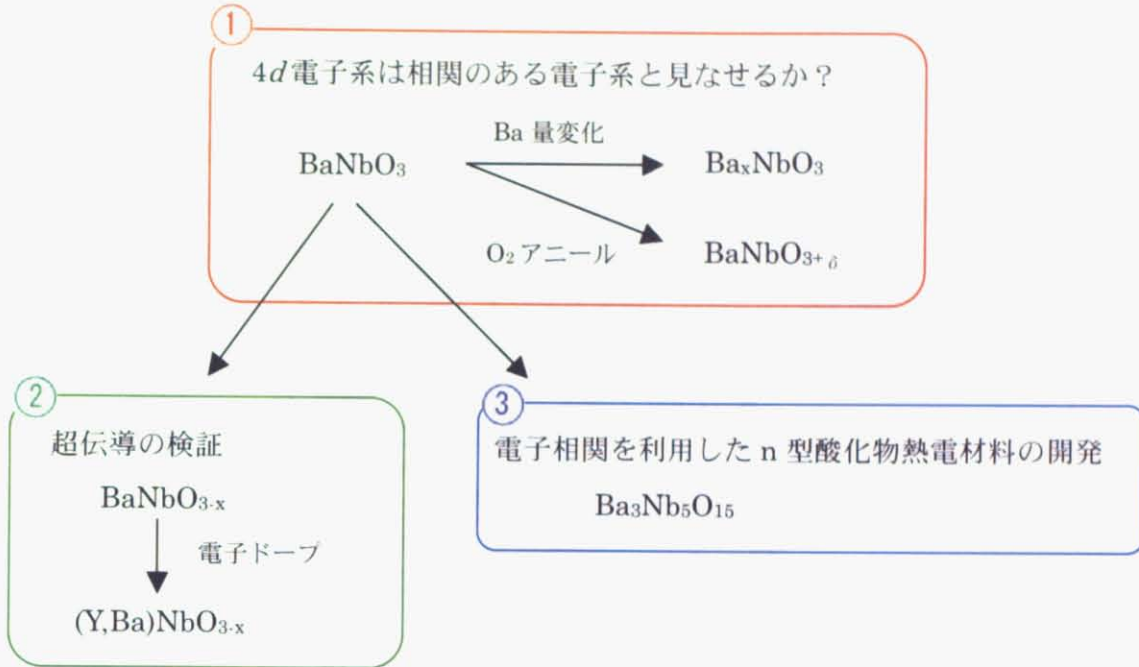 ①
4d電子系は相関のある電子系と見なせるか？
Ba 量変化
BaNbO₃
BaₓNbO₃
O₂ アニール
BaNbO₃₊δ
②
超伝導の検証
BaNbO₃₋ₓ
電子ドープ
(Y,Ba)NbO₃₋ₓ
③
電子相関を利用した n 型酸化物熱電材料の開発
Ba₃Nb₅O₁₅